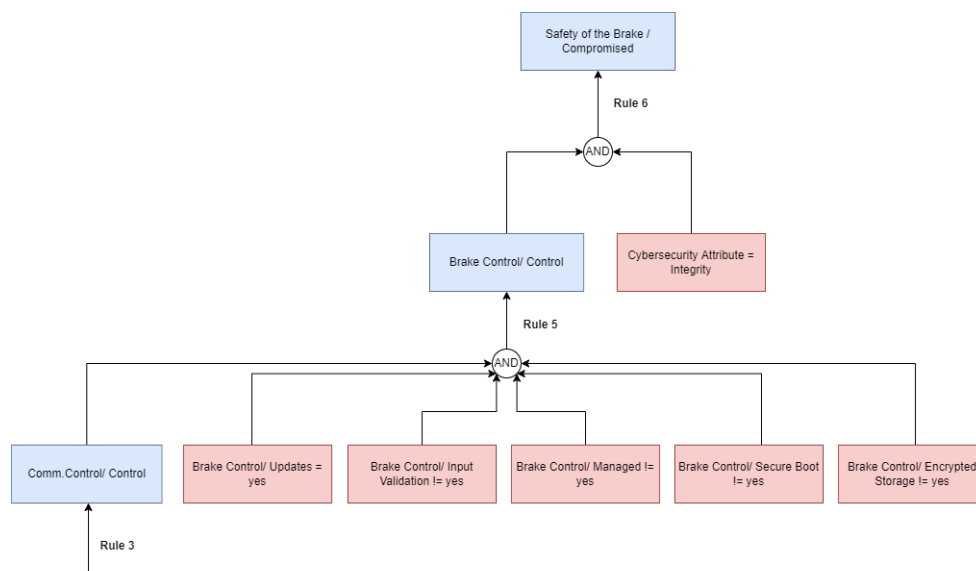 Safety of the Brake /
Compromised
Rule 6
AND
Brake Control/ Control
Cybersecurity Attribute =
Integrity
Rule 5
AND
Comm.Control/ Control
Brake Control/ Updates =
yes
Brake Control/ Input
Validation != yes
Brake Control/ Managed !=
yes
Brake Control/ Secure Boot
!= yes
Brake Control/ Encrypted
Storage != yes
Rule 3